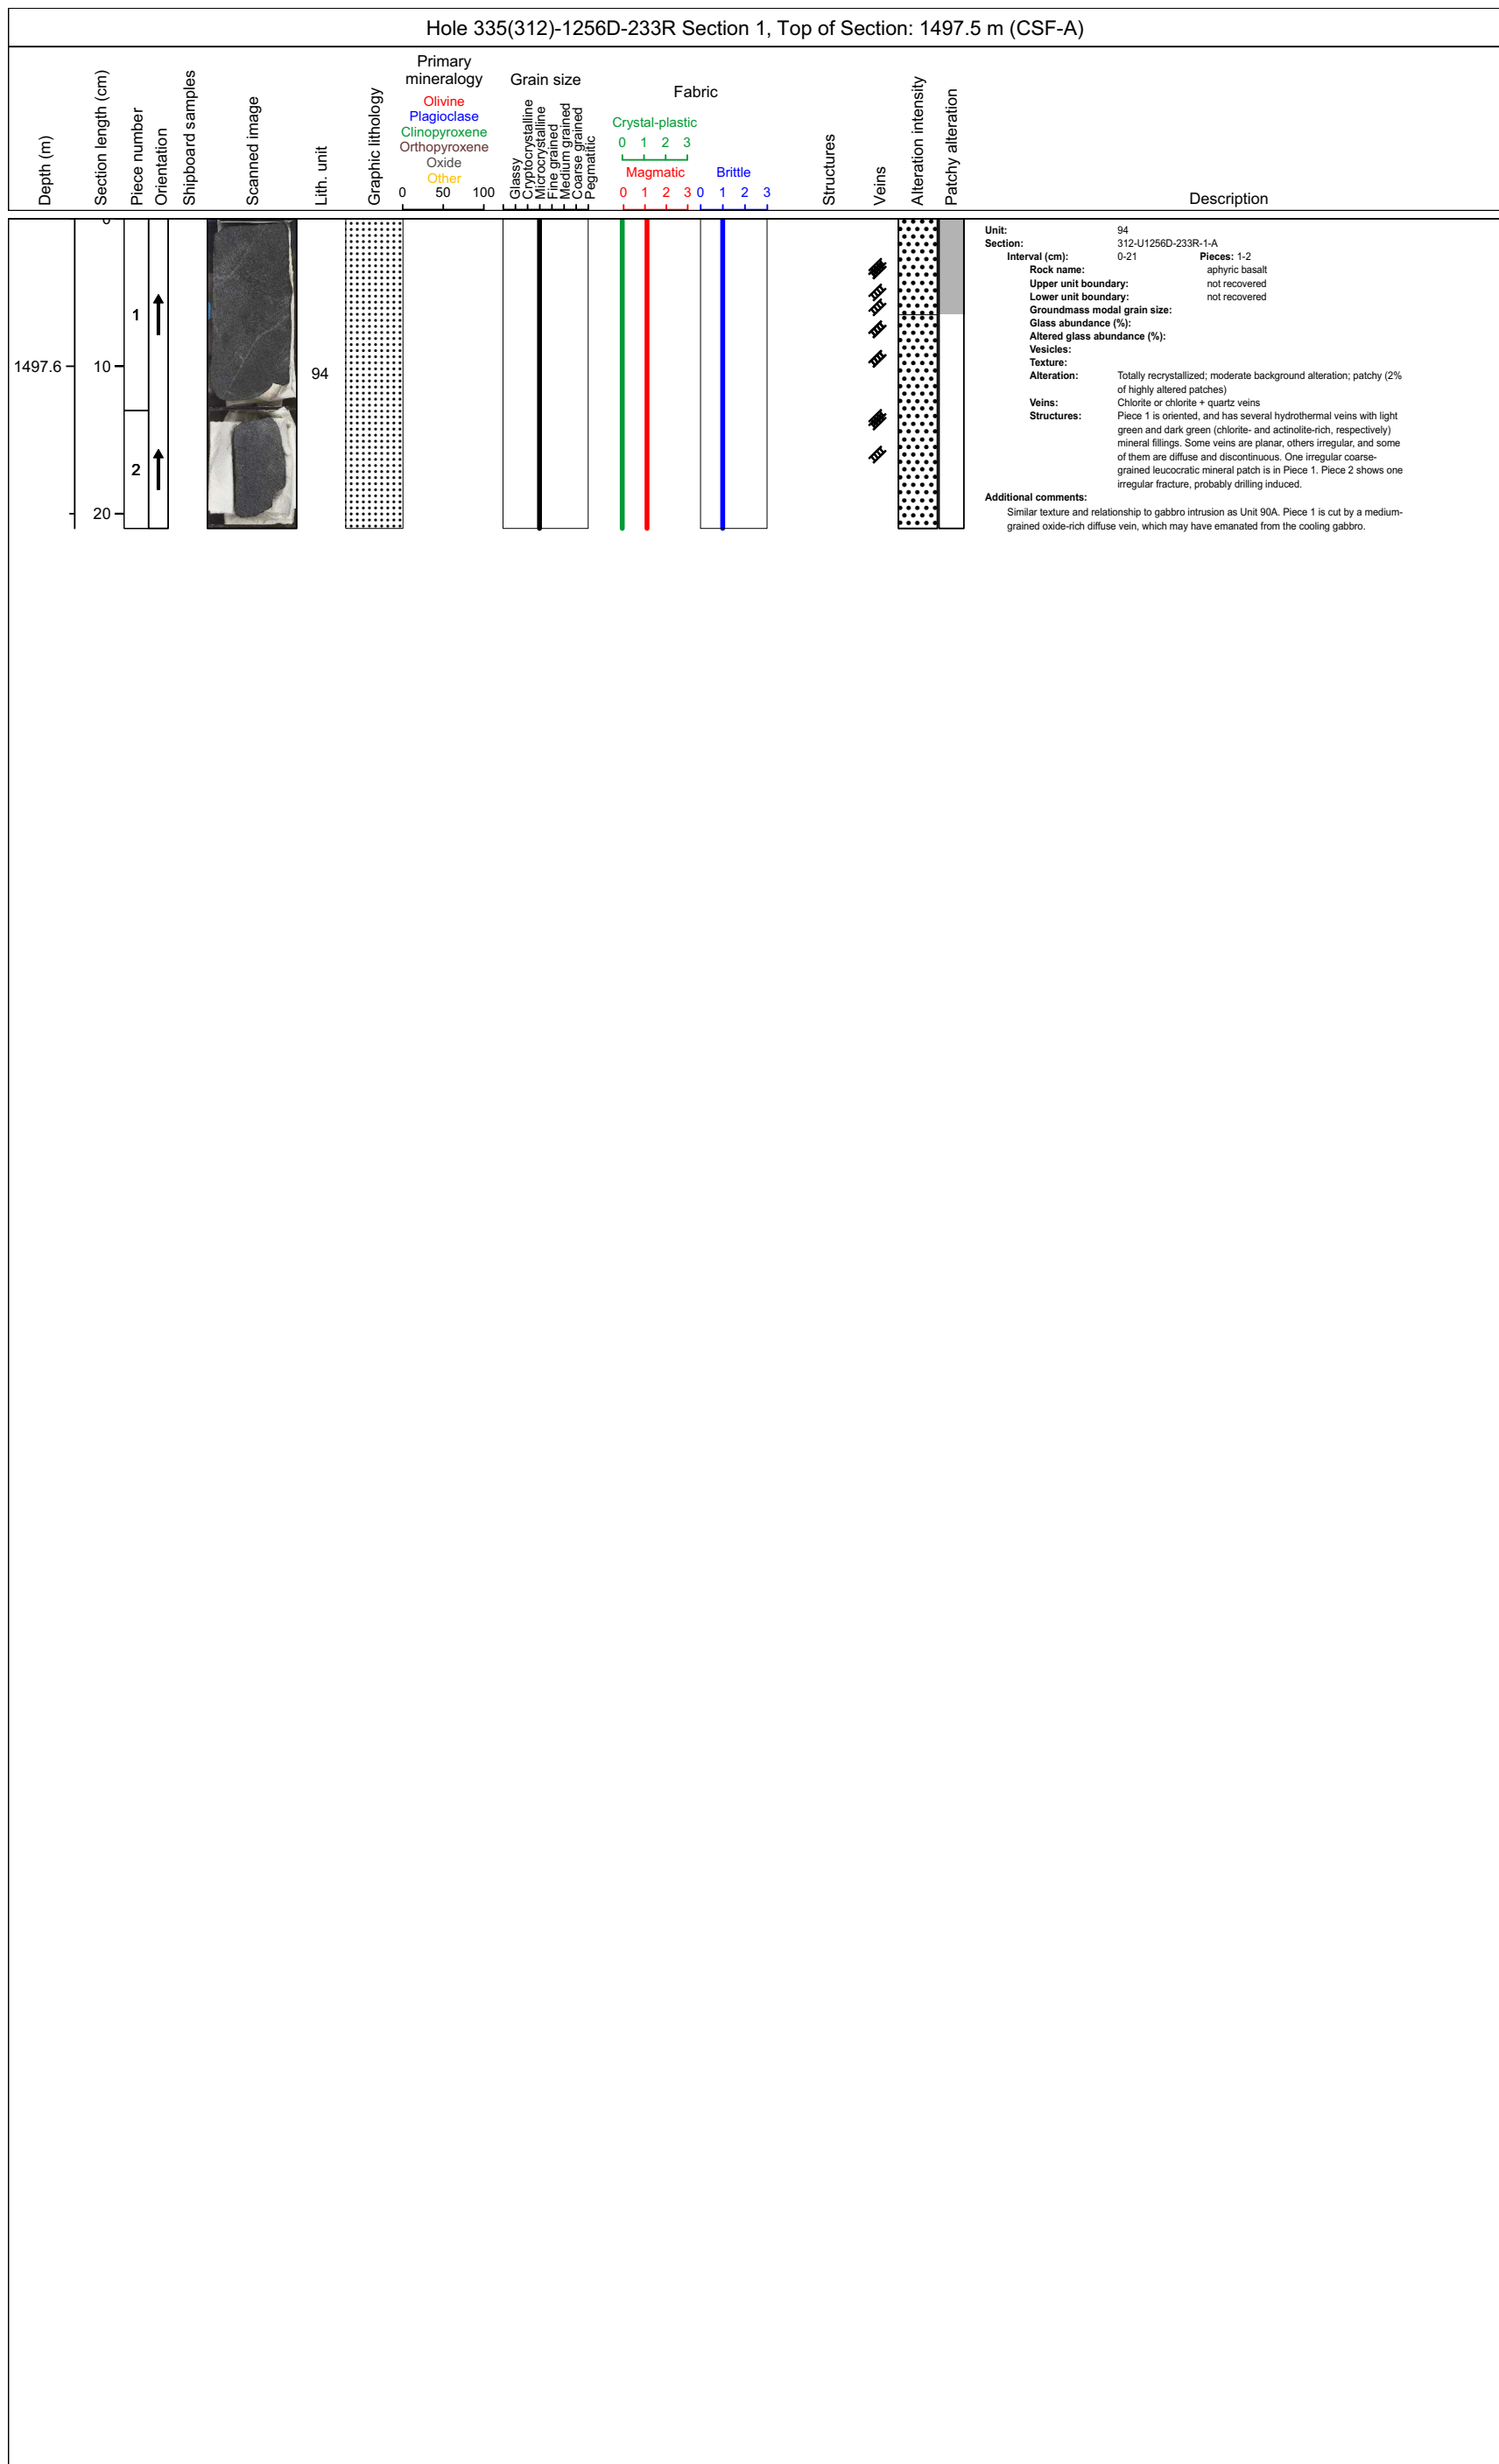 Hole 335(312)-1256D-233R Section 1, Top of Section: 1497.5 m (CSF-A)
Depth (m)
Section length (cm)
Piece number
Orientation
Shipboard samples
Scanned image
Lith. unit
Graphic lithology
Primary
mineralogy
Olivine
Plagioclase
Clinopyroxene
Orthopyroxene
Oxide
Other
0 50 100
Grain size
Glassy
Cryptocrystalline
Microcrystalline
Fine grained
Medium grained
Coarse grained
Pegmatitic
Fabric
Crystal-plastic
0 1 2 3
Magmatic
0 1 2 3
Brittle
0 1 2 3
Structures
Veins
Alteration intensity
Patchy alteration
Description
0
1
1497.6
10
94
2
20
Unit: 94
Section: 312-U1256D-233R-1-A
Interval (cm): 0-21 Pieces: 1-2
Rock name: aphyric basalt
Upper unit boundary: not recovered
Lower unit boundary: not recovered
Groundmass modal grain size:
Glass abundance (%):
Altered glass abundance (%):
Vesicles:
Texture:
Alteration: Totally recrystallized; moderate background alteration; patchy (2%
of highly altered patches)
Veins: Chlorite or chlorite + quartz veins
Structures: Piece 1 is oriented, and has several hydrothermal veins with light
green and dark green (chlorite- and actinolite-rich, respectively)
mineral fillings. Some veins are planar, others irregular, and some
of them are diffuse and discontinuous. One irregular coarse-
grained leucocratic mineral patch is in Piece 1. Piece 2 shows one
irregular fracture, probably drilling induced.
Additional comments:
Similar texture and relationship to gabbro intrusion as Unit 90A. Piece 1 is cut by a medium-
grained oxide-rich diffuse vein, which may have emanated from the cooling gabbro.